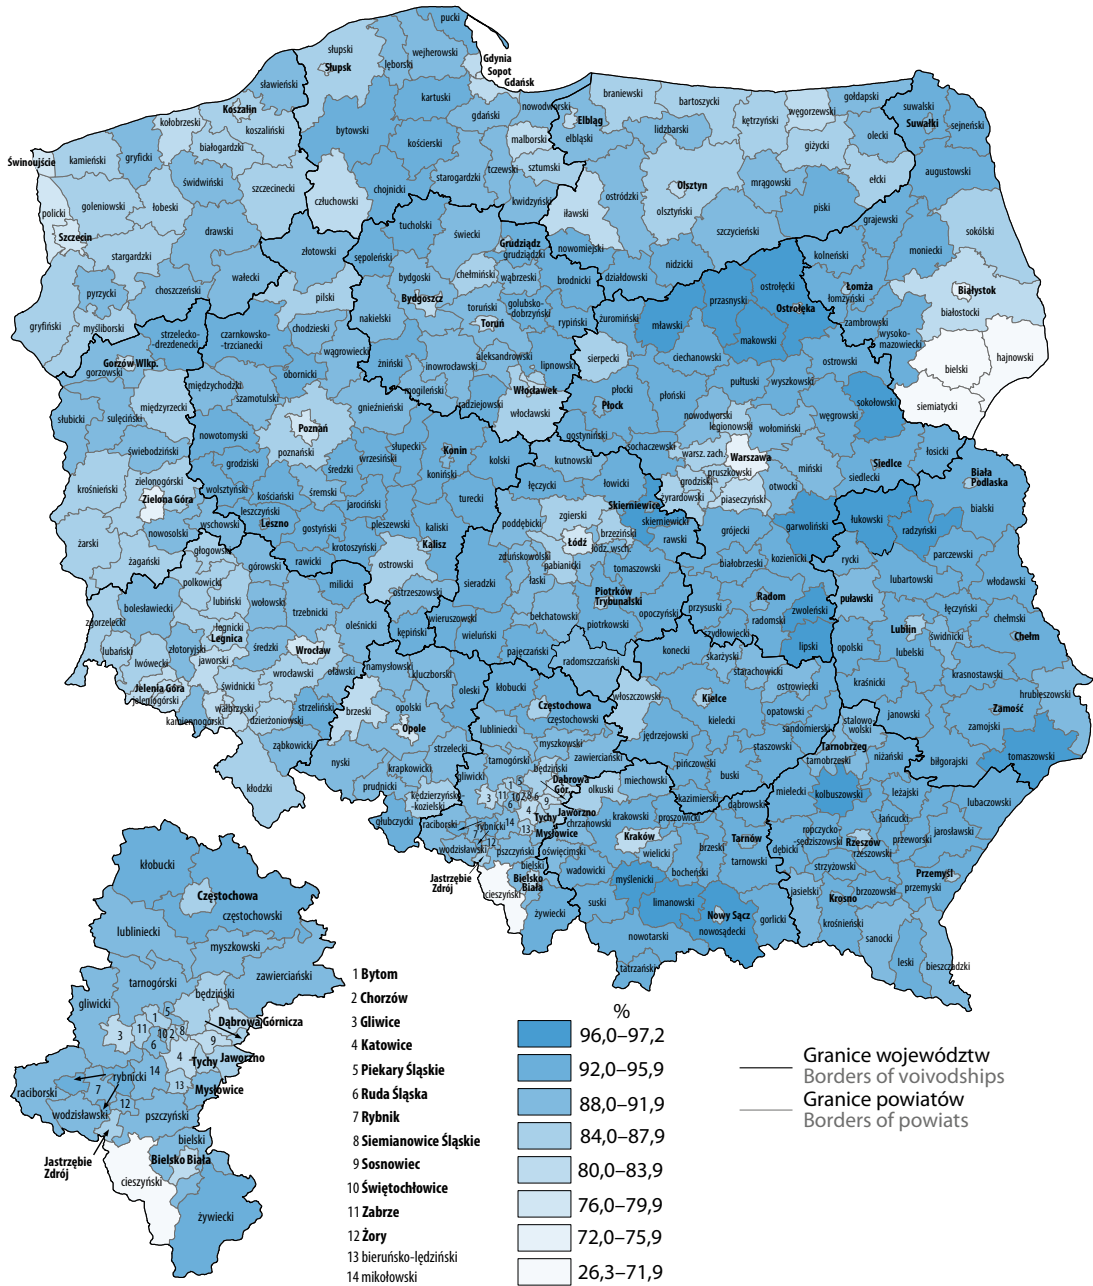 pucki
słupski
Słupsk
wejherowski
lęborski
Gdynia
Sopot
Gdańsk
sławieński
kartuski
Koszalin
kołobrzeski
koszaliński
białogardzki
bytowski
kościerski
gdański
nowodworski
Elbląg
elbląski
braniewski
bartoszycki
lidzbarski
kętrzyński
węgorzewski
gołdapski
giżycki
olecki
suwalski
Suwałki
sejneński
Świnoujście
kamieński
gryficki
świdwiński
szczecinecki
człuchowski
chojnicki
starogardzki
tczewski
malborski
sztumski
kwidzyński
iławski
ostródzki
Olsztyn
olsztyński
mrągowski
piski
ełcki
augustowski
policki
goleniowski
łobeski
Szczecin
stargardzki
drawski
wałecki
złotowski
sępoleński
tucholski
świecki
Grudziądz
grudziądzki
nowomiejski
szczycieński
nidzicki
działdowski
grajewski
kolneński
moniecki
sokólski
pyrzycki
choszczeński
gryfiński
myśliborski
pilski
bydgoski
Bydgoszcz
chełmiński
wąbrzeski
brodnicki
toruński
Toruń
golubsko-
dobrzyński
rypiński
żuromiński
mławski
przasnyski
ostrołęcki
Ostrołęka
makowski
Łomża
łomżyński
zambrowski
wysoko-
mazowiecki
Białystok
białostocki
hajnowski
bielski
siemiatycki
strzelecko-
drezdenecki
czarnkowsko-
trzcianecki
chodzieski
nakielski
Gorzów Wlkp.
gorzowski
wągrowiecki
żniński
inowrocławski
aleksandrowski
lipnowski
sierpecki
ciechanowski
ostrowski
międzychodzki
obornicki
szamotulski
mogileński
radziejowski
Włocławek
włocławski
płocki
Płock
płoński
pułtuski
wyszkowski
sokołowski
węgrowski
słubicki
sulęciński
międzyrzecki
gnieźnieński
Poznań
poznański
nowotomyski
słupecki
wrzesiński
Konin
koniński
kolski
gostyniński
sochaczewski
nowodworski
legionowski
wołomiński
warsz. zach.
Warszawa
pruszkowski
miński
Siedlce
siedlecki
łosicki
świebodziński
krośnieński
zielonogórski
Zielona Góra
grodziski
wolsztyński
kościański
śremski
średzki
jarociński
turecki
kutnowski
łęczycki
łowicki
grodziski
żyrardowski
piaseczyński
otwocki
Biała
Podlaska
bialski
leszczyński
Leszno
gostyński
pleszewski
kaliski
Kalisz
poddębicki
zgierski
Łódź
brzeziński
łódz. wsch.
Skierniewice
skierniewicki
rawski
grójecki
garwoliński
łukowski
radzyński
parczewski
nowosolski
wschowski
żarski
żagański
głogowski
górowski
rawicki
krotoszyński
ostrowski
ostrzeszowski
sieradzki
zduńskowolski
łaski
pabianicki
tomaszowski
białobrzeski
kozienicki
rycki
włodawski
lubartowski
polkowicki
lubiński
wołowski
milicki
trzebnicki
oleśnicki
kępiński
wieruszowski
wieluński
bełchatowski
Piotrków
Trybunalski
piotrkowski
opoczyński
przysuski
Radom
radomski
zwoleński
puławski
Lublin
łęczyński
świdnicki
chełmski
Chełm
bolesławiecki
zgorzelecki
lubański
lwówecki
złotoryjski
legnicki
Legnica
jaworski
średzki
Wrocław
wrocławski
oławski
namysłowski
kluczborski
oleski
pajęczański
radomszczański
konecki
szydłowiecki
skarżyski
starachowicki
lipski
opolski
lubelski
krasnostawski
hrubieszowski
Jelenia Góra
jeleniogórski
kamiennogórski
wałbrzyski
świdnicki
dzierżoniowski
strzeliński
ząbkowicki
kłodzki
brzeski
opolski
Opole
nyski
prudnicki
krapkowicki
strzelecki
kędzierzyńsko-
kozielski
głubczycki
kłobucki
Częstochowa
częstochowski
lubliniecki
myszkowski
tarnogórski
zawierciański
włoszczowski
jędrzejowski
Kielce
kielecki
ostrowiecki
opatowski
sandomierski
staszowski
pińczowski
buski
kazimierski
kraśnicki
janowski
Zamość
zamojski
tomaszowski
biłgorajski
stalowo-
wolski
Tarnobrzeg
tarnobrzeski
niżański
gliwicki
będziński
Dąbrowa
Gór.
olkuski
miechowski
Jaworzno
chrzanowski
krakowski
Kraków
proszowicki
dąbrowski
mielecki
kolbuszowski
leżajski
lubaczowski
raciborski
rybnicki
wodzisławski
Tychy
Mysłowice
pszczyński
oświęcimski
bielski
Bielsko
Biała
Jastrzębie
Zdrój
cieszyński
żywiecki
wadowicki
wielicki
bocheński
brzeski
Tarnów
tarnowski
dębicki
ropczycko-
sędziszowski
Rzeszów
rzeszowski
łańcucki
przeworski
jarosławski
Przemyśl
przemyski
strzyżowski
suski
myślenicki
limanowski
Nowy Sącz
nowosądecki
gorlicki
nowotarski
tatrzański
jasielski
Krosno
krośnieński
brzozowski
sanocki
leski
bieszczadzki
kłobucki
Częstochowa
częstochowski
lubliniecki
myszkowski
zawierciański
tarnogórski
gliwicki
będziński
Dąbrowa Górnicza
Tychy
Jaworzno
Mysłowice
raciborski
rybnicki
wodzisławski
pszczyński
Jastrzębie
Zdrój
bielski
Bielsko Biała
cieszyński
żywiecki
1 Bytom
2 Chorzów
3 Gliwice
4 Katowice
5 Piekary Śląskie
6 Ruda Śląska
7 Rybnik
8 Siemianowice Śląskie
9 Sosnowiec
10 Świętochłowice
11 Zabrze
12 Żory
13 bieruńsko-lędziński
14 mikołowski
%
96,0–97,2
92,0–95,9
88,0–91,9
84,0–87,9
80,0–83,9
76,0–79,9
72,0–75,9
26,3–71,9
Granice województw
Borders of voivodships
Granice powiatów
Borders of powiats